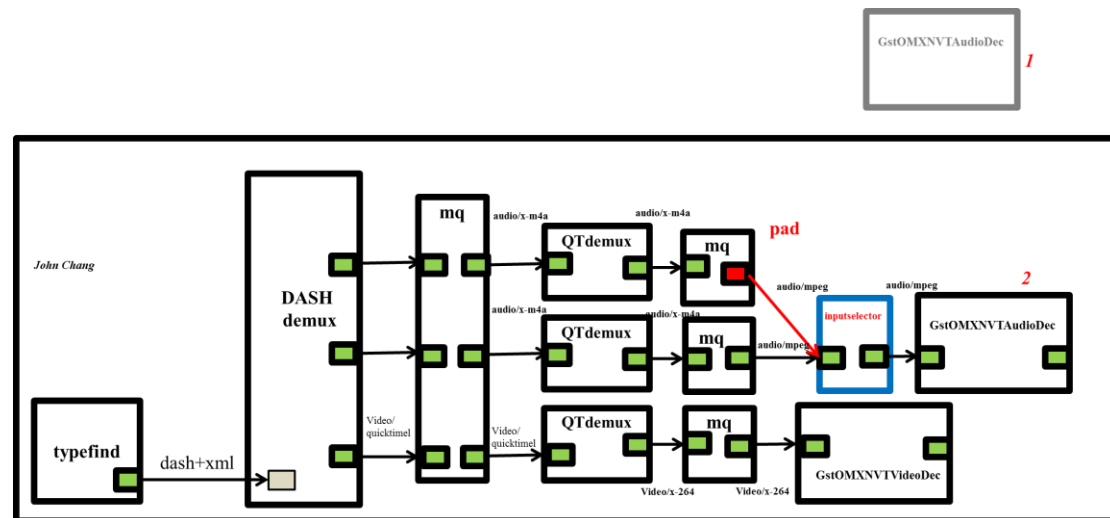 GstOMXNVTAudioDec
1
mq
audio/x-m4a
audio/x-m4a
QTdemux
mq
pad
John Chang
DASH
demux
audio/mpeg
audio/mpeg
2
audio/x-m4a
QTdemux
audio/x-m4a
mq
audio/mpeg
inputselector
GstOMXNVTAudioDec
Video/
quicktimel
Video/
quicktimel
QTdemux
mq
typefind
dash+xml
GstOMXNVTVideoDec
Video/x-264
Video/x-264